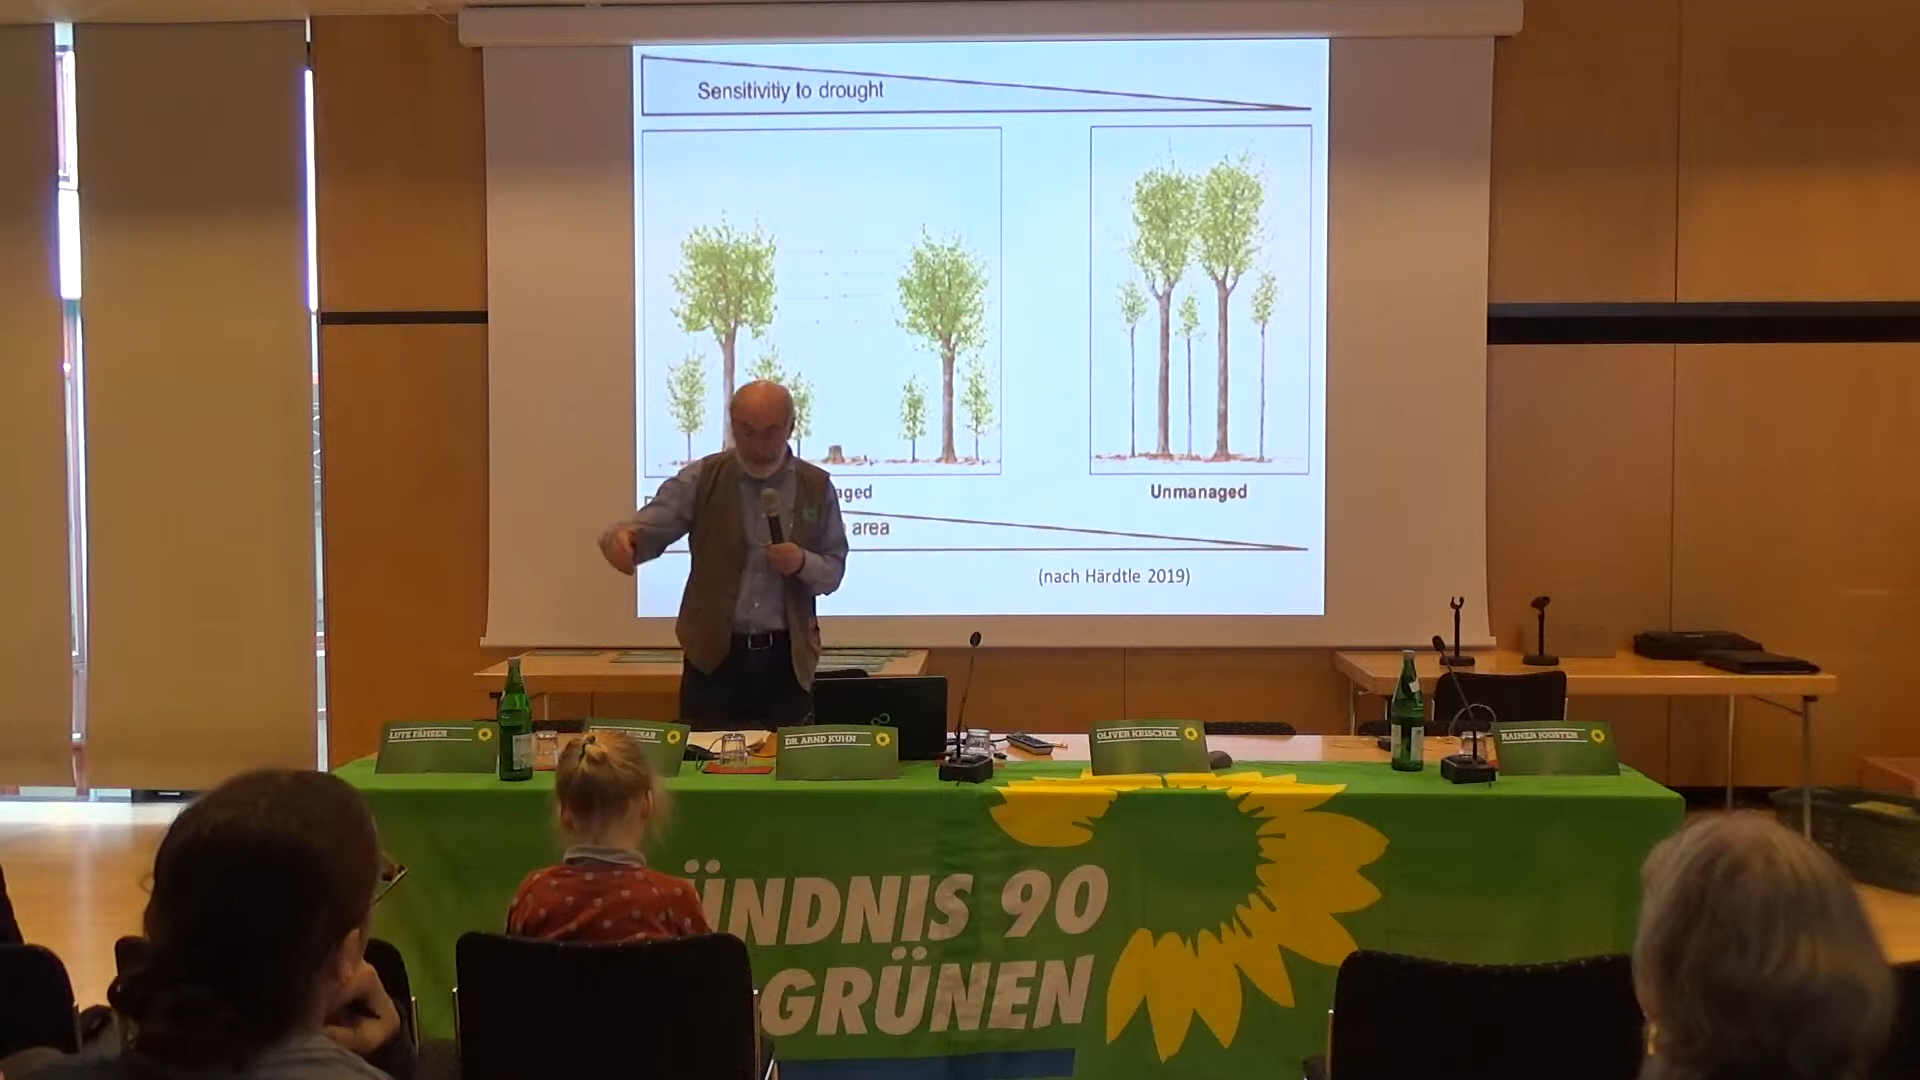 Sensitivitiy to drought
aged
Unmanaged
area
(nach Härdtle 2019)
LUTZ FÄHSER
DR. ARND KUHN
OLIVER KRISCHER
RAINER JOOSTEN
ÜNDNIS 90
GRÜNEN